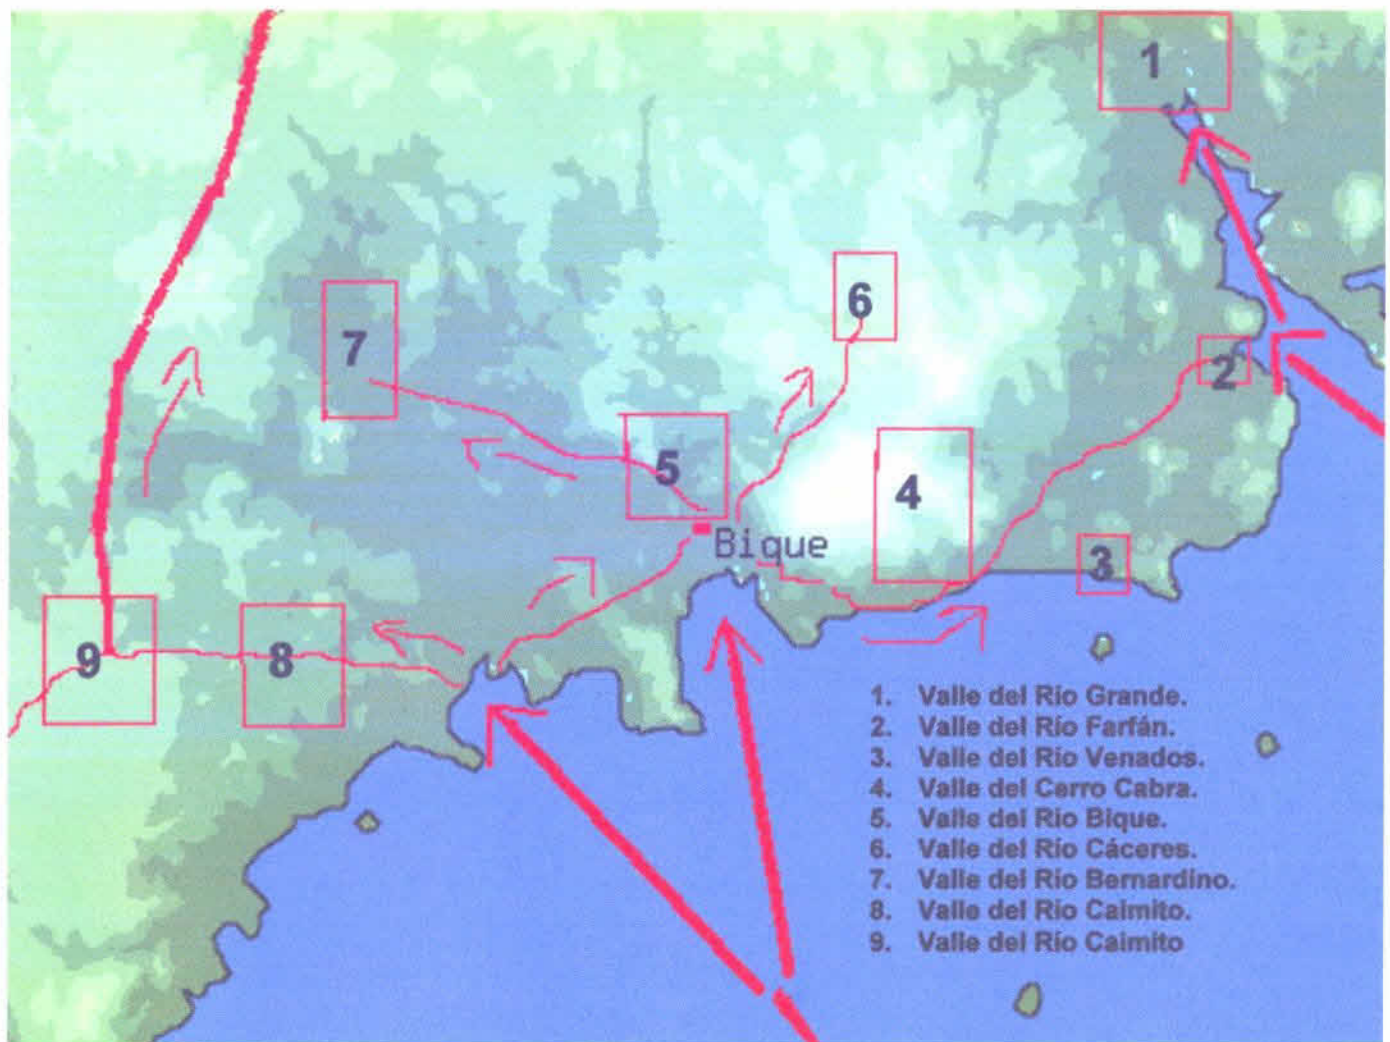 1
6
7
2
5
4
Bique
3
9
8
1. Valle del Río Grande.
2. Valle del Río Farfán.
3. Valle del Río Venados.
4. Valle del Cerro Cabra.
5. Valle del Río Bique.
6. Valle del Río Cáceres.
7. Valle del Río Bernardino.
8. Valle del Río Caimito.
9. Valle del Río Caimito